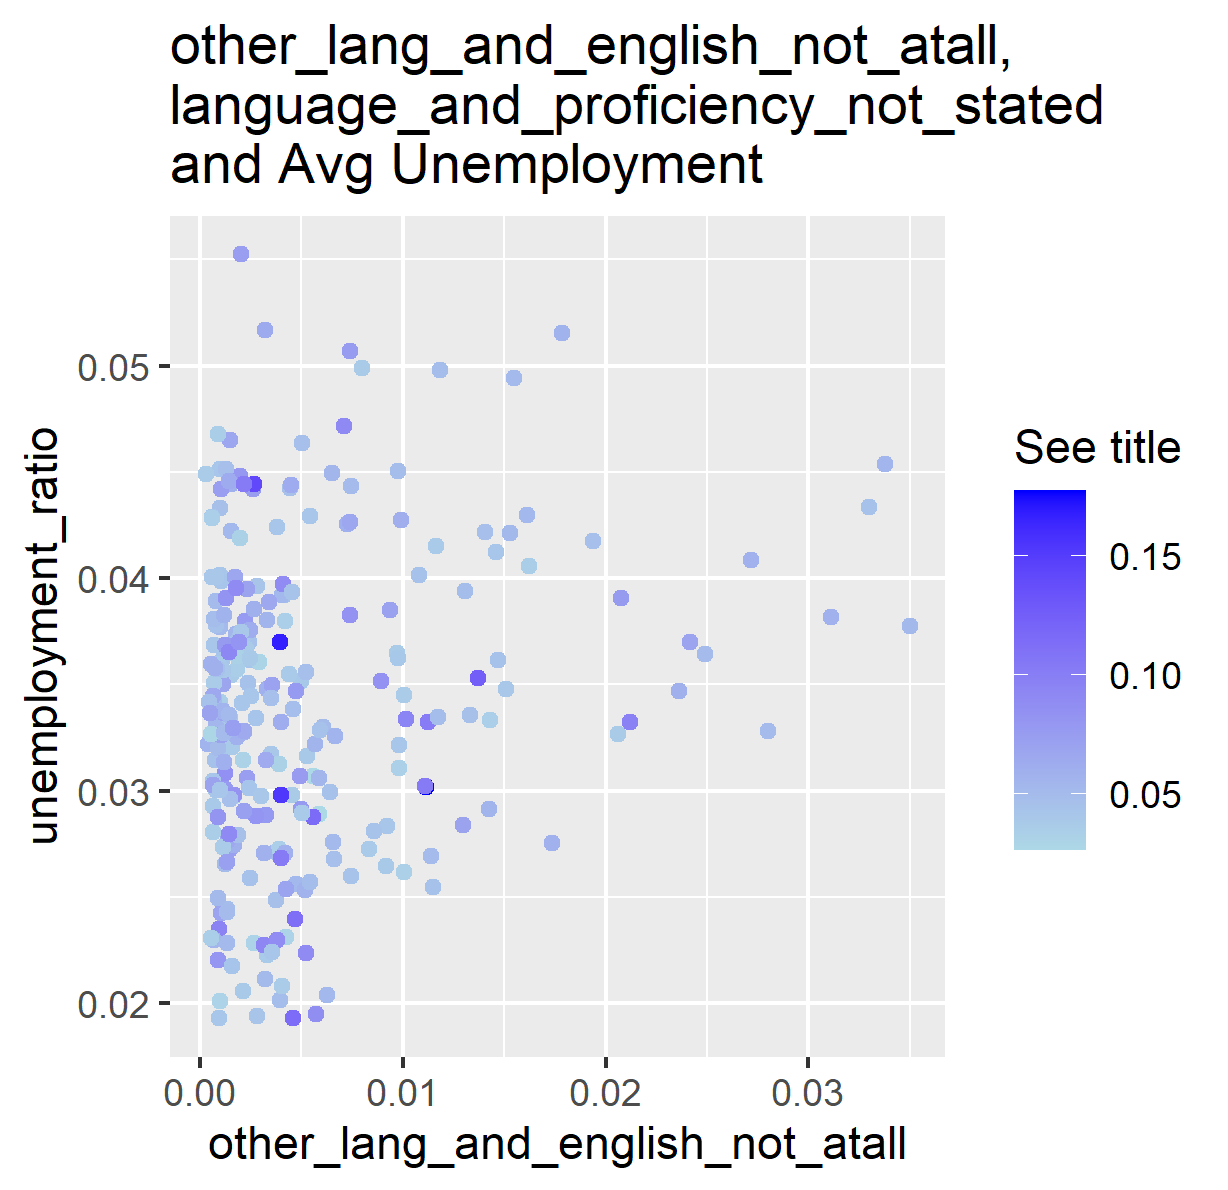 other_lang_and_english_not_atall,
language_and_proficiency_not_stated
and Avg Unemployment
0.05
0.04
0.03
0.02
unemployment_ratio
0.00
0.01
0.02
0.03
other_lang_and_english_not_atall
See title
0.15
0.10
0.05